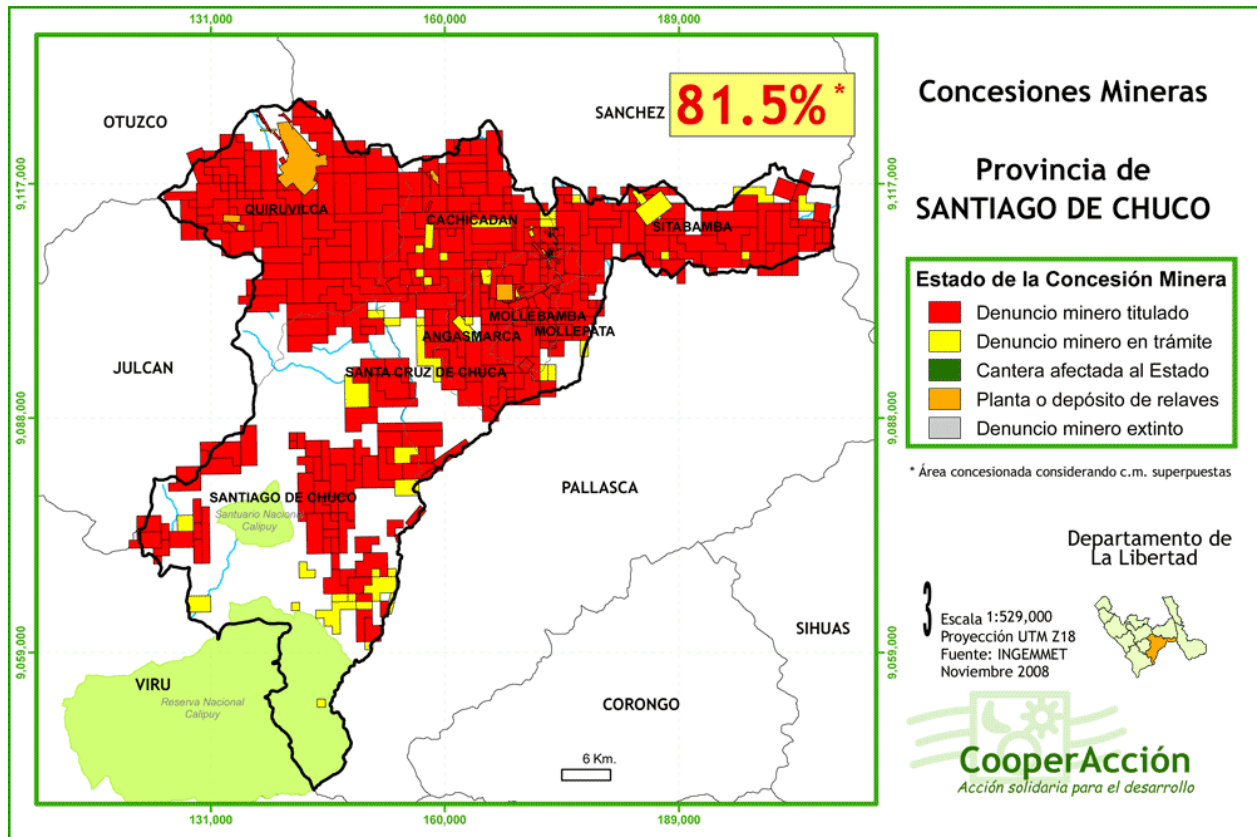 131,000
160,000
189,000
9,117,000
9,088,000
9,059,000
OTUZCO
SANCHEZ
81.5% *
QUIRUVILCA
CACHICADAN
SITABAMBA
MOLLEBAMBA
MOLLEPATA
ANGASMARCA
JULCAN
SANTA CRUZ DE CHUCA
SANTIAGO DE CHUCO
Santuario Nacional
Calipuy
PALLASCA
SIHUAS
VIRU
Reserva Nacional
Calipuy
CORONGO
6 Km.
9,117,000
9,088,000
9,059,000
131,000
160,000
189,000
Concesiones Mineras
Provincia de
SANTIAGO DE CHUCO
Estado de la Concesión Minera
Denuncio minero titulado
Denuncio minero en trámite
Cantera afectada al Estado
Planta o depósito de relaves
Denuncio minero extinto
* Área concesionada considerando c.m. superpuestas
Departamento de
La Libertad
3
Escala 1:529,000
Proyección UTM Z18
Fuente: INGEMMET
Noviembre 2008
CooperAcción
Acción solidaria para el desarrollo